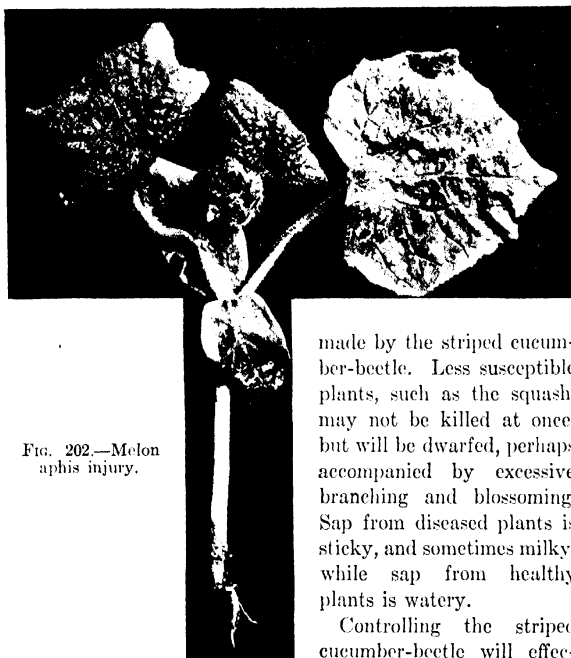 FIG. 202.—Melon
aphis injury.
made by the striped cucum-
ber-beetle. Less susceptible
plants, such as the squash
may not be killed at once
but will be dwarfed, perhaps
accompanied by excessive
branching and blossoming
Sap from diseased plants is
sticky, and sometimes milky
while sap from healthy
plants is watery.
Controlling the striped
cucumber-beetle will effec-